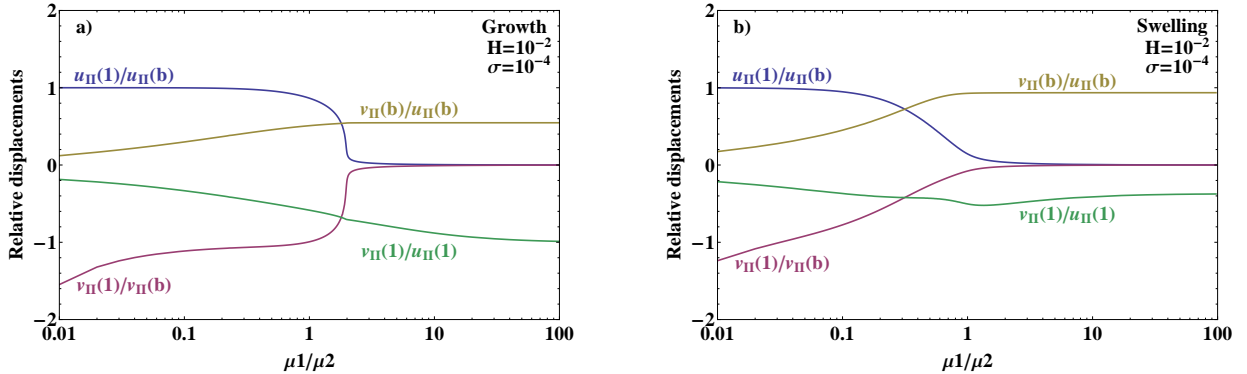 a)
Growth
H=10⁻²
σ=10⁻⁴
u_II(1)/u_II(b)
v_II(b)/u_II(b)
v_II(1)/u_II(1)
v_II(1)/v_II(b)
Relative displacements
2
1
0
−1
−2
0.01 0.1 1 10 100
μ1/μ2
b)
Swelling
H=10⁻²
σ=10⁻⁴
u_II(1)/u_II(b)
v_II(b)/u_II(b)
v_II(1)/u_II(1)
v_II(1)/v_II(b)
Relative displacements
2
1
0
−1
−2
0.01 0.1 1 10 100
μ1/μ2